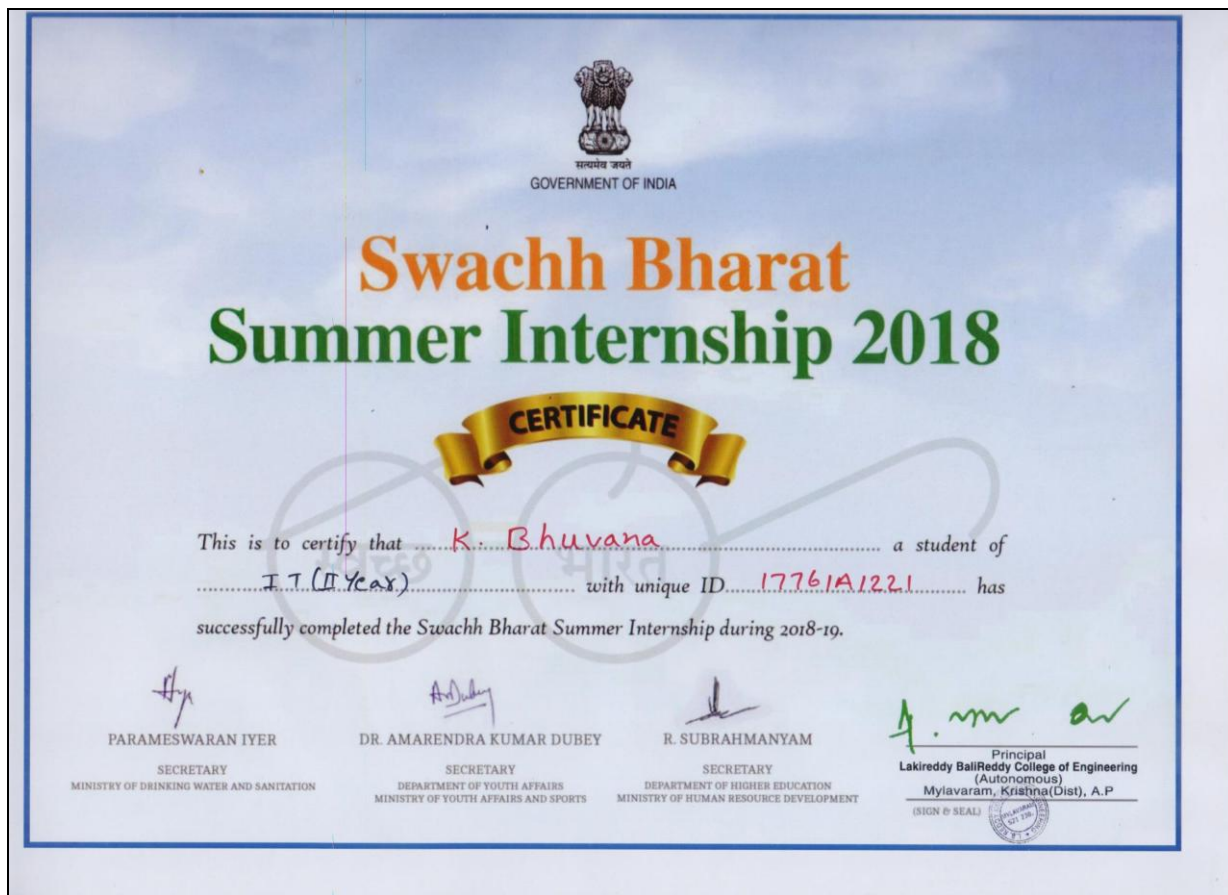 सत्यमेव जयते
GOVERNMENT OF INDIA
Swachh Bharat
Summer Internship 2018
CERTIFICATE
स्वच्छ भारत
This is to certify that K. Bhuvana a student of
I T (II Year) with unique ID 17761A1221 has
successfully completed the Swachh Bharat Summer Internship during 2018-19.
PARAMESWARAN IYER
SECRETARY
MINISTRY OF DRINKING WATER AND SANITATION
DR. AMARENDRA KUMAR DUBEY
SECRETARY
DEPARTMENT OF YOUTH AFFAIRS
MINISTRY OF YOUTH AFFAIRS AND SPORTS
R. SUBRAHMANYAM
SECRETARY
DEPARTMENT OF HIGHER EDUCATION
MINISTRY OF HUMAN RESOURCE DEVELOPMENT
Principal
Lakireddy BaliReddy College of Engineering
(Autonomous)
Mylavaram, Krishna(Dist), A.P
(SIGN & SEAL)